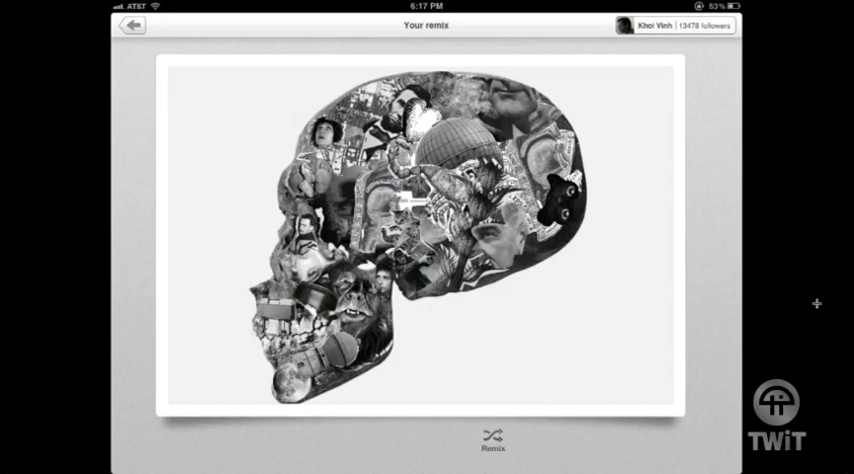 AT&T
6:17 PM
53%
Your remix
Khoi Vinh | 13478 followers
Remix
TWiT